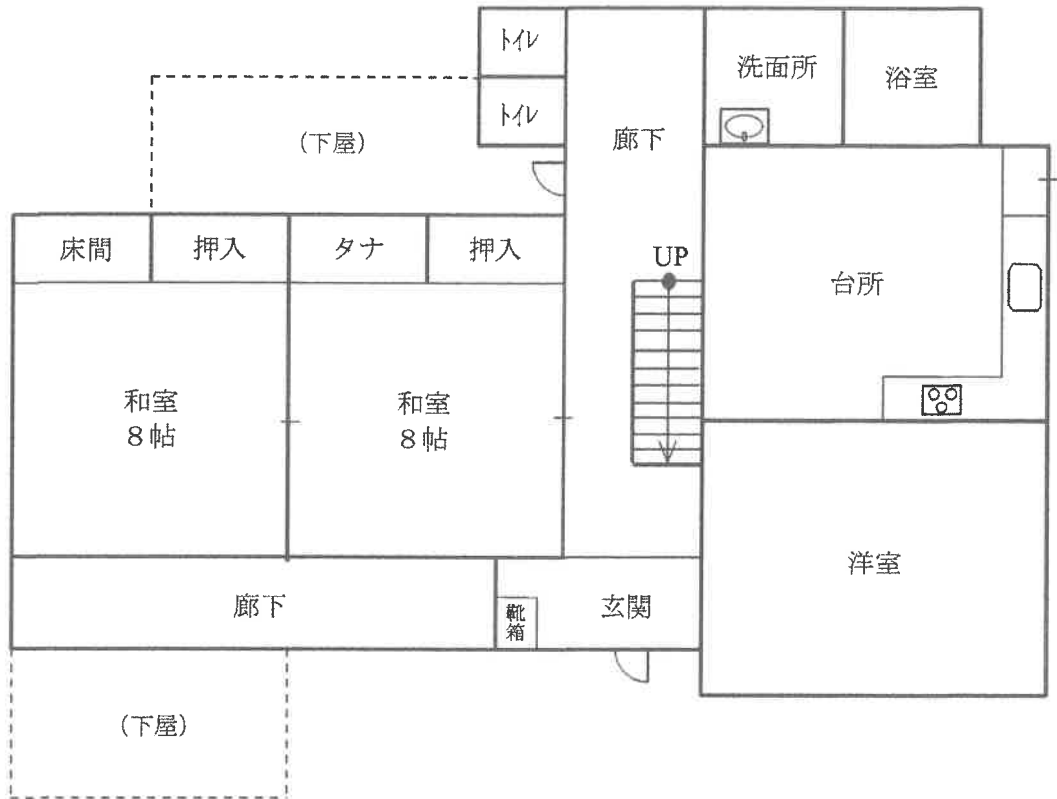 トイレ
洗面所
浴室
トイレ
(下屋)
廊下
床間
押入
タナ
押入
UP
台所
和室
8帖
和室
8帖
洋室
廊下
靴箱
玄関
(下屋)